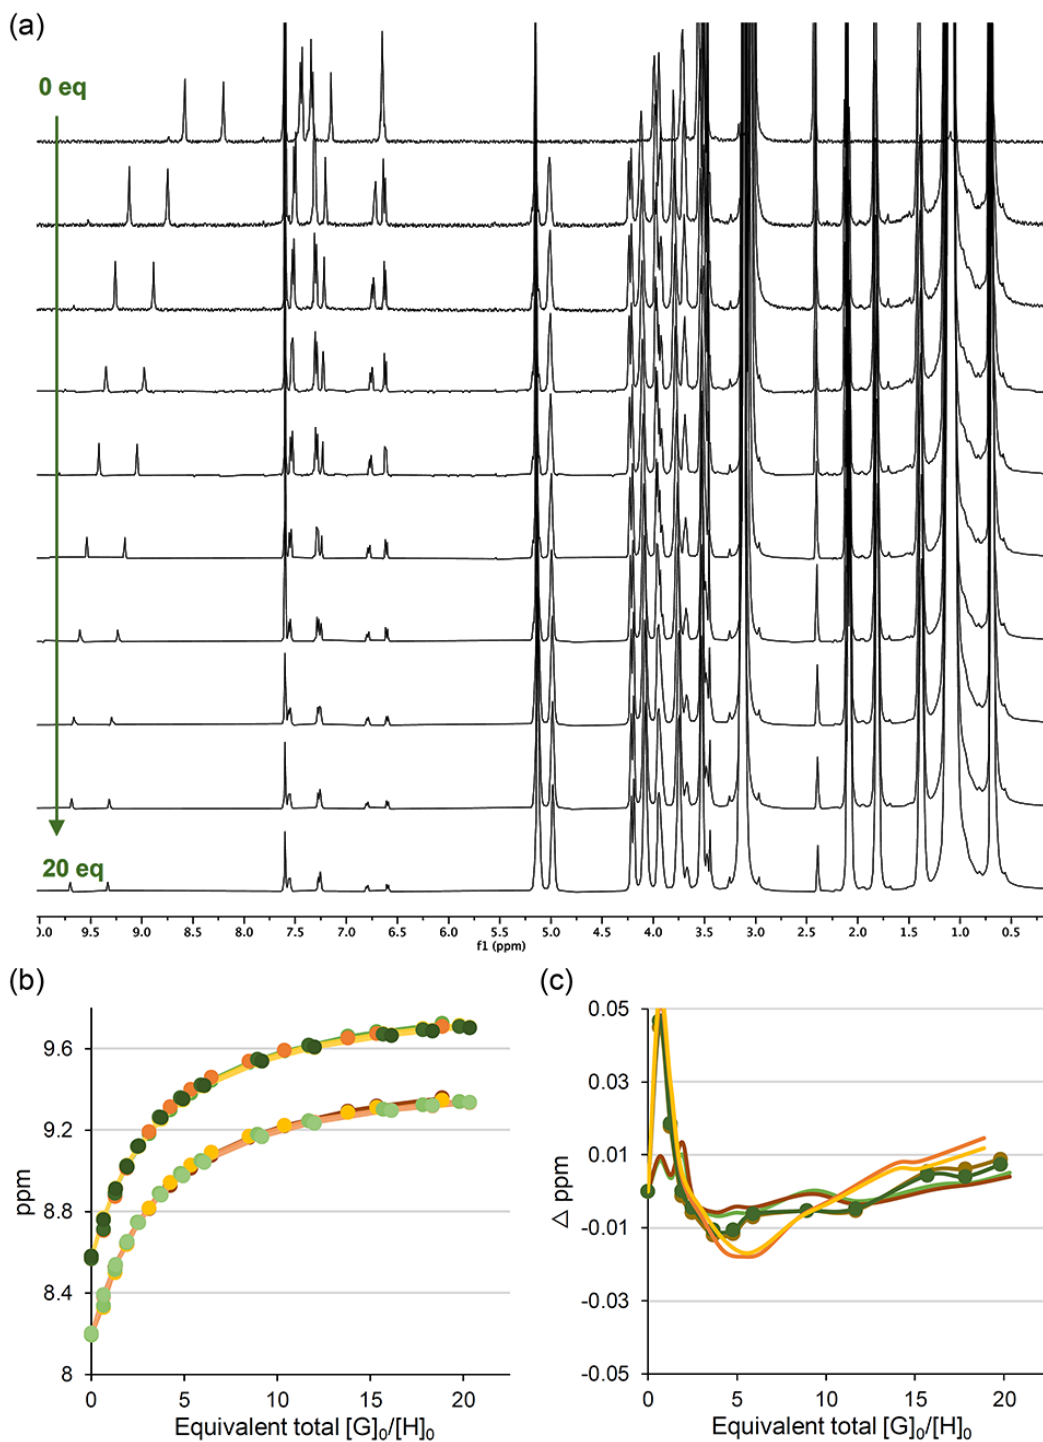 (a)
0 eq
20 eq
0.0 9.5 9.0 8.5 8.0 7.5 7.0 6.5 6.0 5.5 5.0 4.5 4.0 3.5 3.0 2.5 2.0 1.5 1.0 0.5
f1 (ppm)
(b)
9.6
9.2
8.8
8.4
8
ppm
0 5 10 15 20
Equivalent total [G]₀/[H]₀
(c)
0.05
0.03
0.01
-0.01
-0.03
-0.05
Δ ppm
0 5 10 15 20
Equivalent total [G]₀/[H]₀